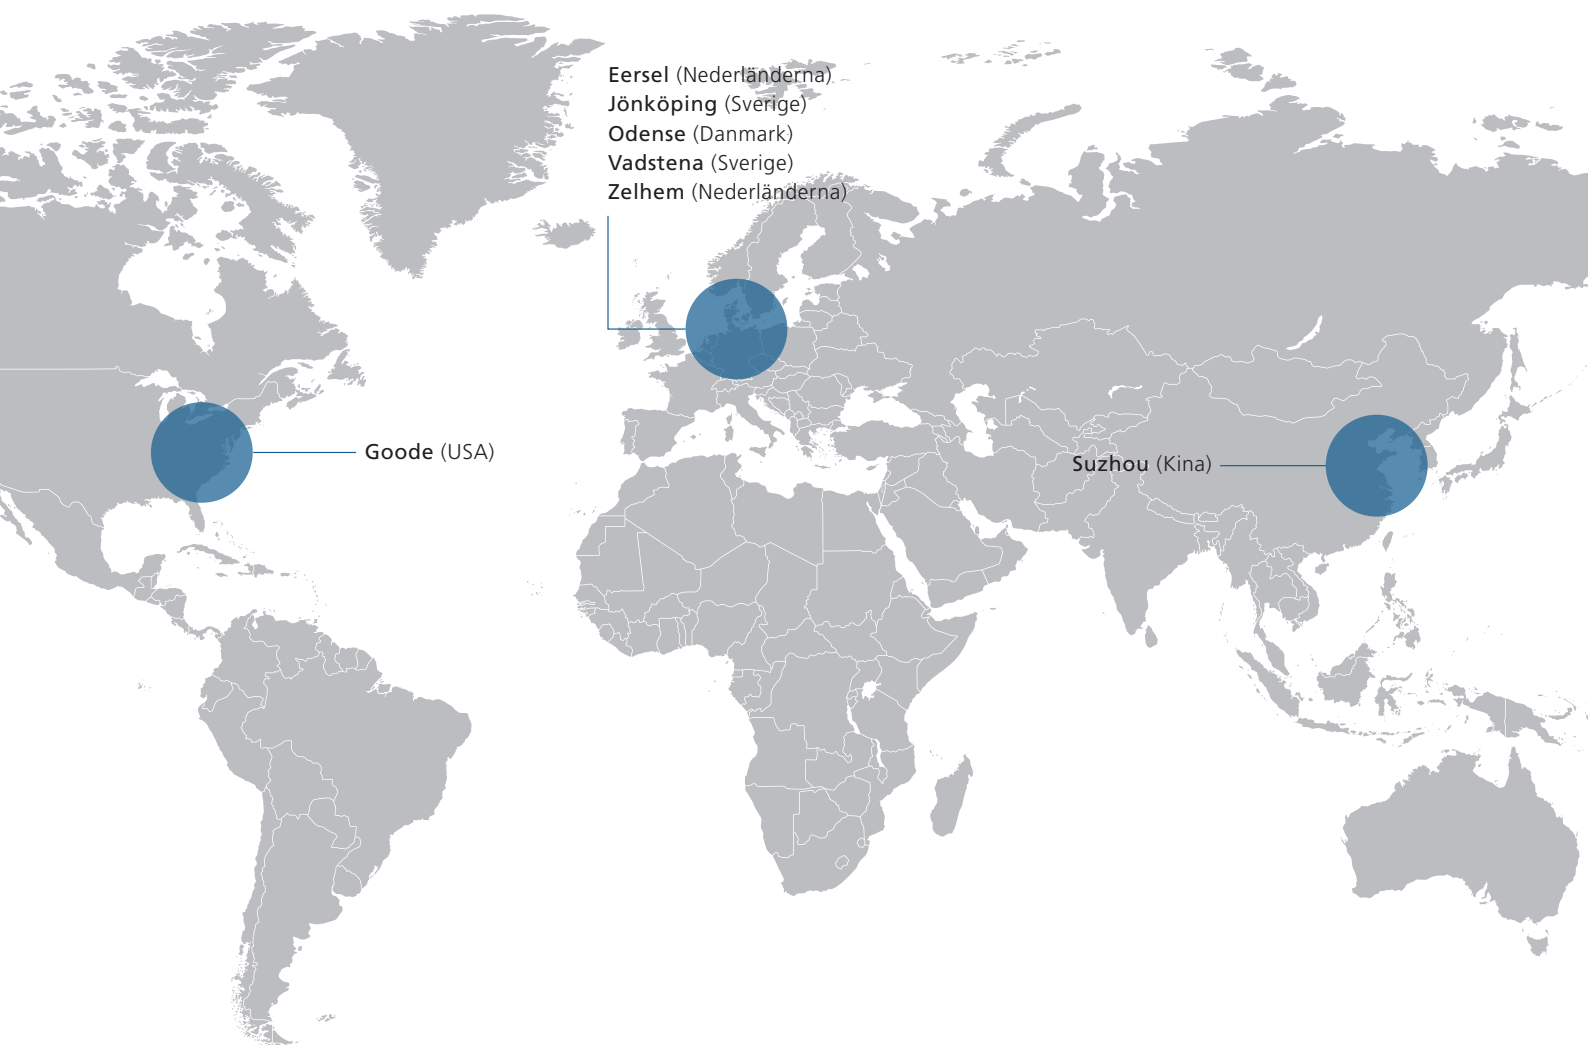 Eersel (Nederländerna)
Jönköping (Sverige)
Odense (Danmark)
Vadstena (Sverige)
Zelhem (Nederländerna)
Goode (USA)
Suzhou (Kina)